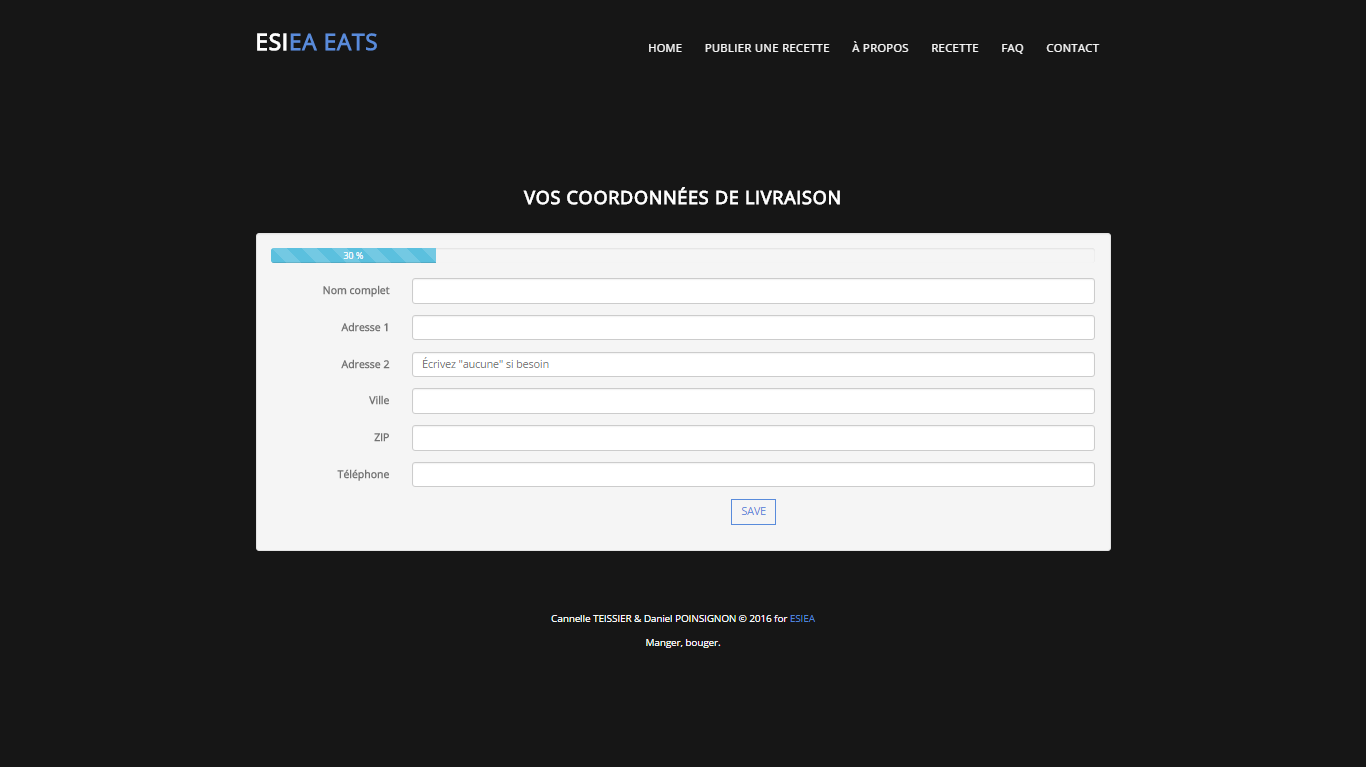 ESIEA EATS
HOME PUBLIER UNE RECETTE À PROPOS RECETTE FAQ CONTACT
VOS COORDONNÉES DE LIVRAISON
30 %
Nom complet
Adresse 1
Adresse 2 Écrivez "aucune" si besoin
Ville
ZIP
Téléphone
SAVE
Cannelle TEISSIER & Daniel POINSIGNON © 2016 for ESIEA
Manger, bouger.